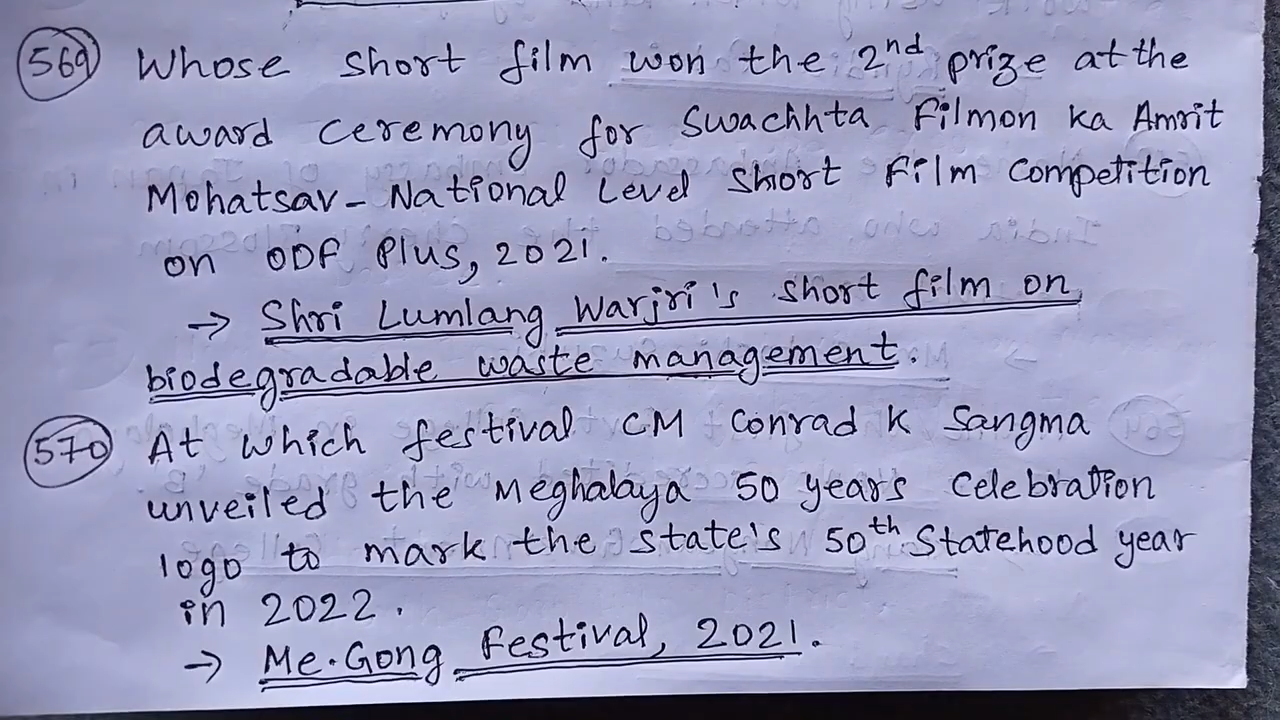 569 Whose short film won the 2nd prize at the
award ceremony for Swachhta Filmon ka Amrit
Mohatsav - National Level Short Film Competition
on ODF Plus, 2021.
→ Shri Lumlang Warjri's short film on
biodegradable waste management.
570 At which festival CM Conrad K Sangma
unveiled the Meghalaya 50 years celebration
logo to mark the state's 50th Statehood year
in 2022.
→ Me.Gong Festival, 2021.